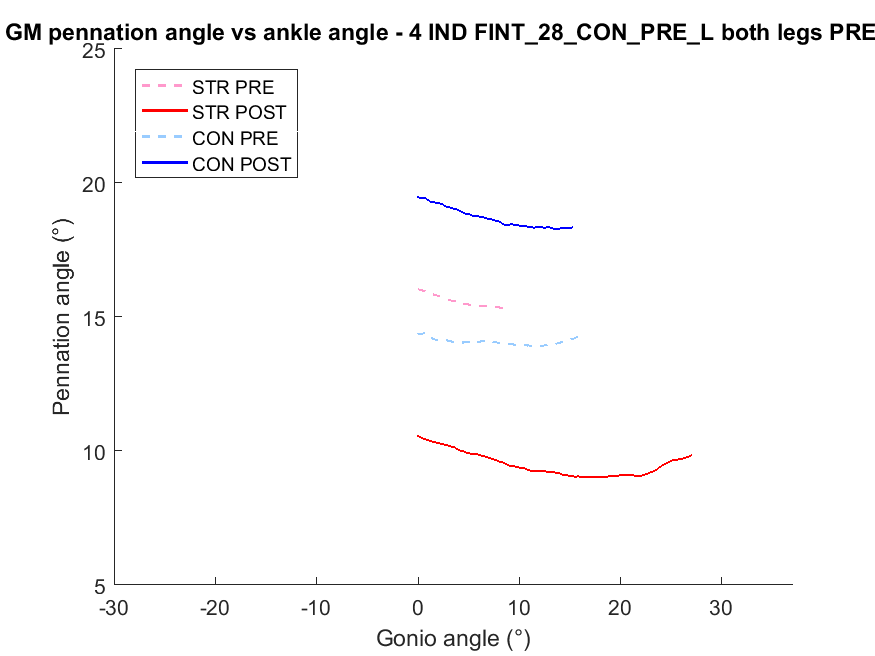 GM pennation angle vs ankle angle - 4 IND FINT_28_CON_PRE_L both legs PRE
25
STR PRE
STR POST
CON PRE
CON POST
20
Pennation angle (°)
15
10
5
-30 -20 -10 0 10 20 30
Gonio angle (°)